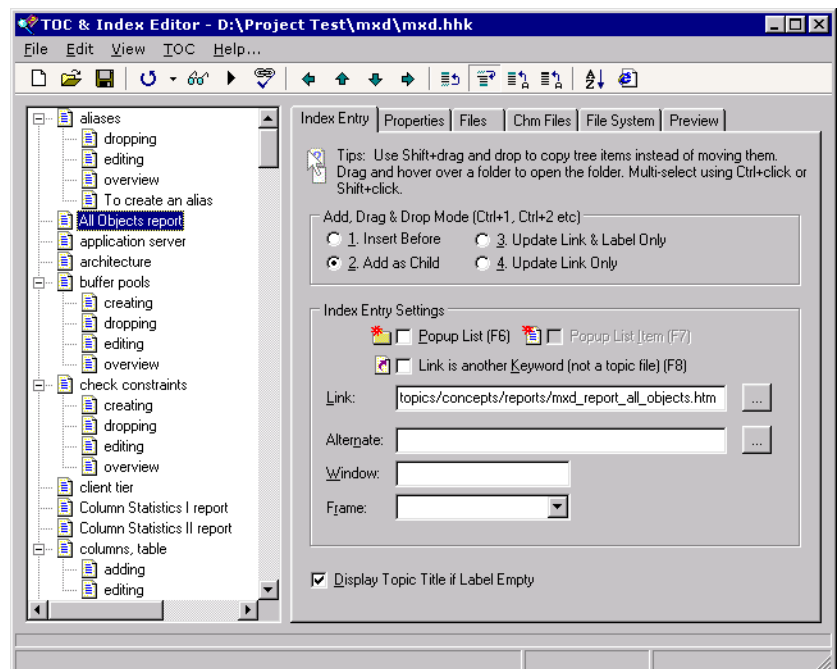 TOC & Index Editor - D:\Project Test\mxd\mxd.hhk
File Edit View TOC Help...
aliases
dropping
editing
overview
To create an alias
All Objects report
application server
architecture
buffer pools
creating
dropping
editing
overview
check constraints
creating
dropping
editing
overview
client tier
Column Statistics I report
Column Statistics II report
columns, table
adding
editing
Index Entry Properties Files Chm Files File System Preview
Tips: Use Shift+drag and drop to copy tree items instead of moving them.
Drag and hover over a folder to open the folder. Multi-select using Ctrl+click or
Shift+click.
Add, Drag & Drop Mode (Ctrl+1, Ctrl+2 etc)
1. Insert Before 3. Update Link & Label Only
2. Add as Child 4. Update Link Only
Index Entry Settings
Popup List (F6) Popup List Item (F7)
Link is another Keyword (not a topic file) (F8)
Link: topics/concepts/reports/mxd_report_all_objects.htm ...
Alternate: ...
Window:
Frame:
Display Topic Title if Label Empty